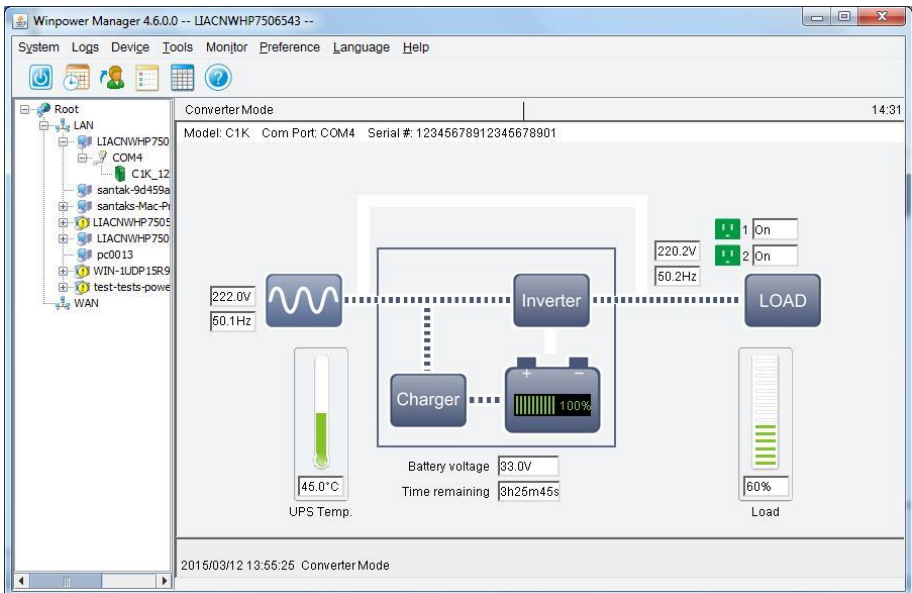 Winpower Manager 4.6.0.0 -- LIACNWHP7506543 --
System Logs Device Tools Monitor Preference Language Help
Root
LAN
LIACNWHP750
COM4
C1K_12
santak-9d459a
santaks-Mac-Pr
LIACNWHP7505
LIACNWHP750
pc0013
WIN-1UDP15R9
test-tests-powe
WAN
Converter Mode
14:31
Model: C1K Com Port: COM4 Serial #: 12345678912345678901
1 On
2 On
220.2V
50.2Hz
222.0V
50.1Hz
Inverter
LOAD
Charger
+ −
100%
Battery voltage 33.0V
Time remaining 3h25m45s
45.0°C
UPS Temp.
60%
Load
2015/03/12 13:55:25 Converter Mode